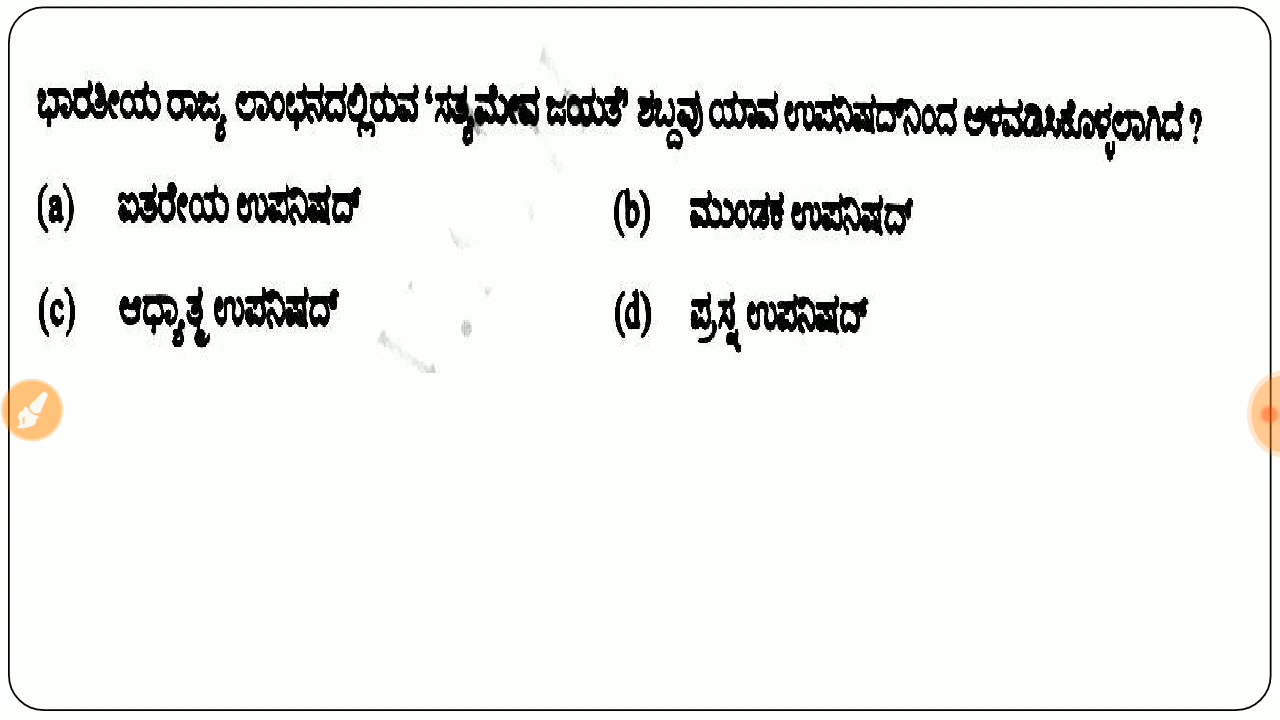 ಭಾರತೀಯ ರಾಜ್ಯ ಲಾಂಛನದಲ್ಲಿರುವ ‘ಸತ್ಯಮೇವ ಜಯತೆ’ ಶಬ್ದವು ಯಾವ ಉಪನಿಷದ್‌ನಿಂದ ಅಳವಡಿಸಿಕೊಳ್ಳಲಾಗಿದೆ ?
(a) ಐತರೇಯ ಉಪನಿಷದ್ (b) ಮುಂಡಕ ಉಪನಿಷದ್
(c) ಆಧ್ಯಾತ್ಮ ಉಪನಿಷದ್ (d) ಪ್ರಸ್ನ ಉಪನಿಷದ್